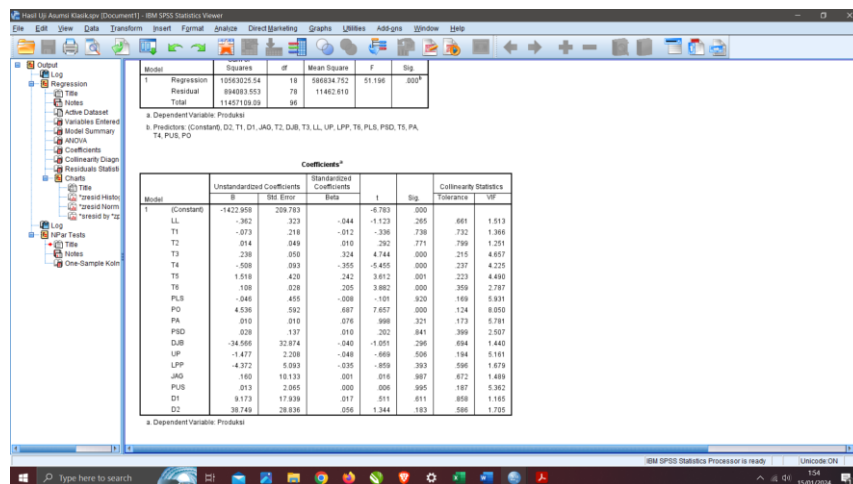 Hasil Uji Asumsi Klasik.spv [Document1] - IBM SPSS Statistics Viewer
File Edit View Data Transform Insert Format Analyze Direct Marketing Graphs Utilities Add-ons Window Help
Output
Log
Regression
Title
Notes
Active Dataset
Variables Entered
Model Summary
ANOVA
Coefficients
Collinearity Diagn
Residuals Statisti
Charts
Title
*zresid Histog
*zresid Norm
*sresid by *zp
Log
NPar Tests
Title
Notes
One-Sample Kolm
Model Squares df Mean Square F Sig.
1 Regression 10563025.54 18 586834.752 51.196 .000b
Residual 894083.553 78 11462.610
Total 11457109.09 96
a. Dependent Variable: Produksi
b. Predictors: (Constant), D2, T1, D1, JAG, T2, DJB, T3, LL, UP, LPP, T6, PLS, PSD, T5, PA,
T4, PUS, PO
Coefficientsa
Unstandardized Coefficients Standardized Coefficients Collinearity Statistics
Model B Std. Error Beta t Sig. Tolerance VIF
1 (Constant) -1422.958 209.783 -6.783 .000
LL -.362 .323 -.044 -1.123 .265 .661 1.513
T1 -.073 .218 -.012 -.336 .738 .732 1.366
T2 .014 .049 .010 .292 .771 .799 1.251
T3 .238 .050 .324 4.744 .000 .215 4.657
T4 -.508 .093 -.355 -5.455 .000 .237 4.225
T5 1.518 .420 .242 3.612 .001 .223 4.490
T6 .108 .028 .205 3.882 .000 .359 2.787
PLS -.046 .455 -.008 -.101 .920 .169 5.931
PO 4.536 .592 .687 7.657 .000 .124 8.050
PA .010 .010 .076 .998 .321 .173 5.781
PSD .028 .137 .010 .202 .841 .399 2.507
DJB -34.566 32.874 -.040 -1.051 .296 .694 1.440
UP -1.477 2.208 -.048 -.669 .506 .194 5.161
LPP -4.372 5.093 -.035 -.859 .393 .596 1.679
JAG .160 10.133 .001 .016 .987 .672 1.489
PUS .013 2.065 .000 .006 .995 .187 5.362
D1 9.173 17.939 .017 .511 .611 .858 1.165
D2 38.749 28.836 .056 1.344 .183 .586 1.705
a. Dependent Variable: Produksi
IBM SPSS Statistics Processor is ready Unicode:ON
Type here to search
1:54
15/01/2024